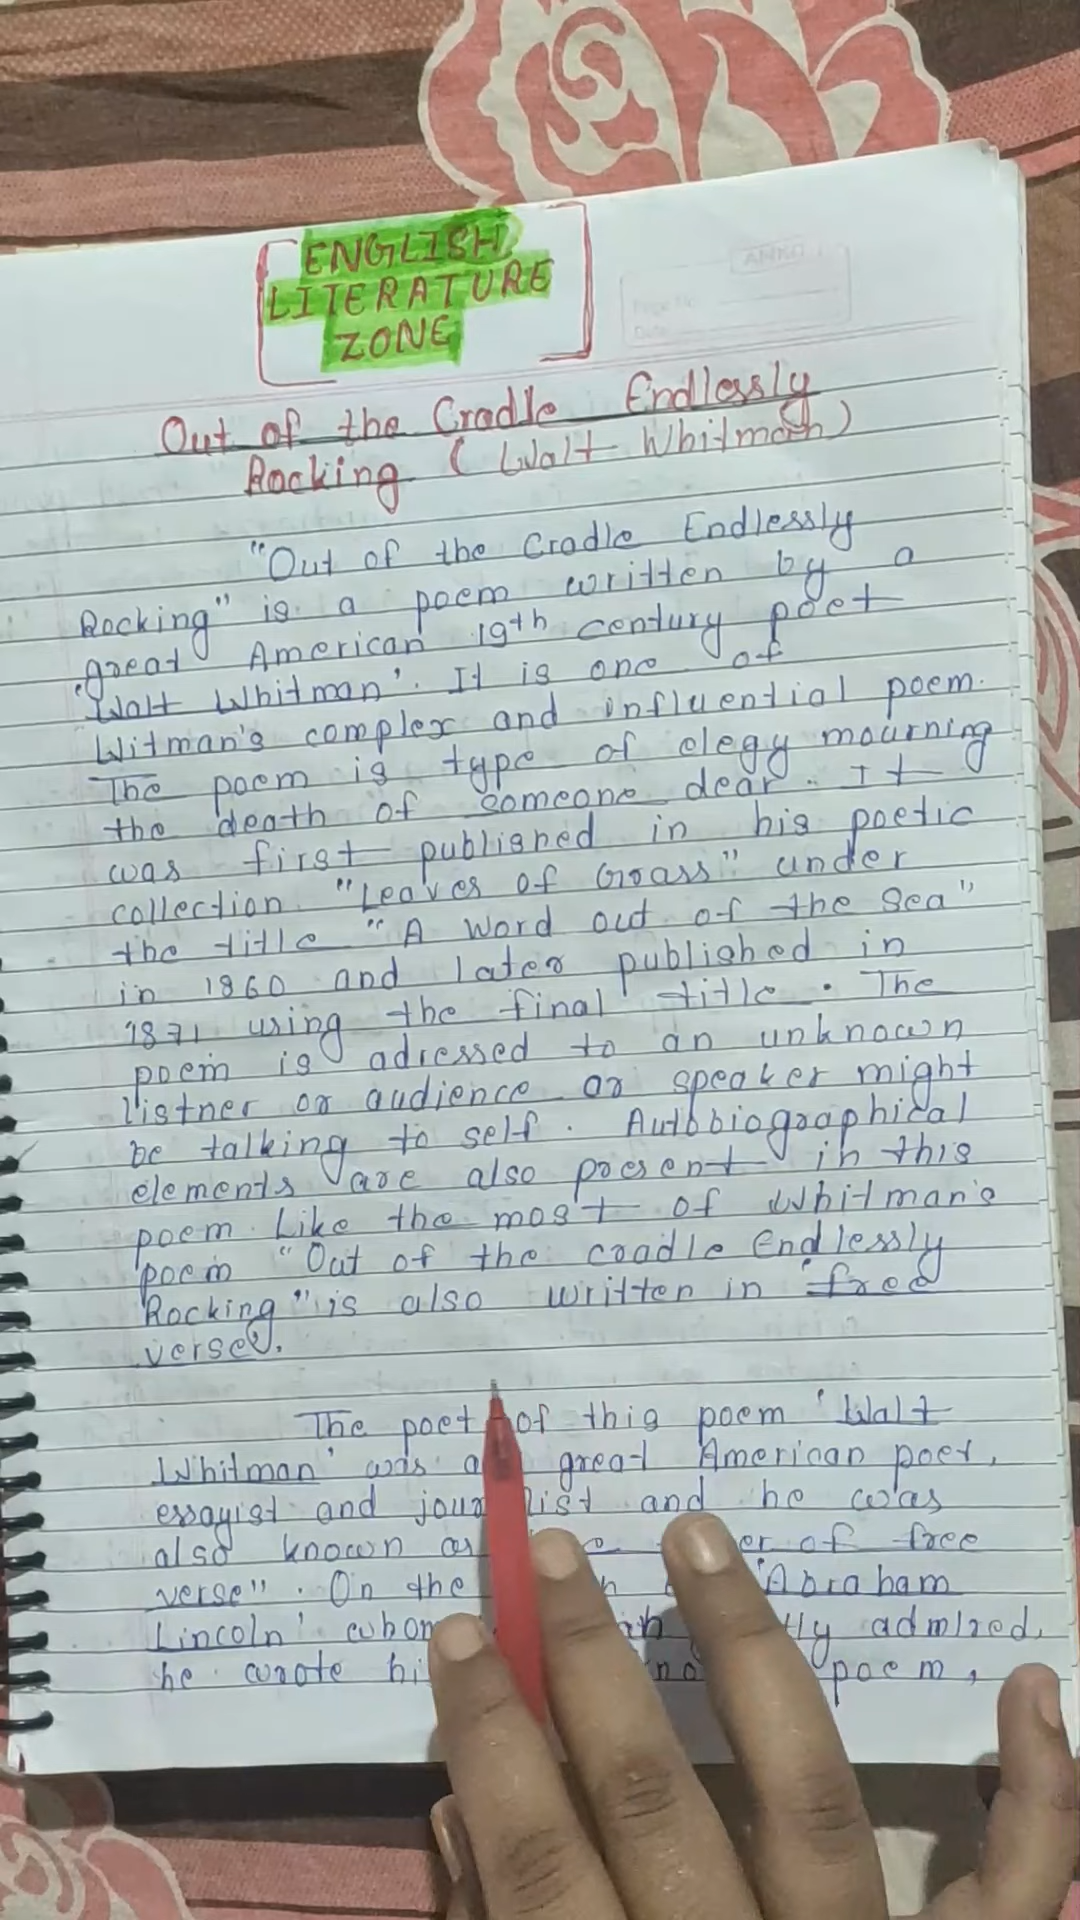 ENGLISH
LITERATURE
ZONE
Out of the Cradle Endlessly
Rocking (Walt Whitman)
"Out of the Cradle Endlessly
Rocking" is a poem written by a
great American 19th century poet
'Walt Whitman'. It is one of
Witman's complex and influential poem.
The poem is type of elegy mourning
the death of someone dear. It
was first published in his poetic
collection "Leaves of Grass" under
the title "A Word out of the Sea"
in 1860 and later published in
1871 using the final title. The
poem is adressed to an unknown
listner or audience or speaker might
be talking to self. Autobiographical
elements are also present in this
poem. Like the most of Whitman's
poem "Out of the cradle Endlessly
Rocking" is also written in 'free
verse'.
The poet of this poem 'Walt
Whitman' was a great American poet,
essayist and and he was
also known of free
verse". On the 'Abraham
Lincoln' admired,
he wrote poem,